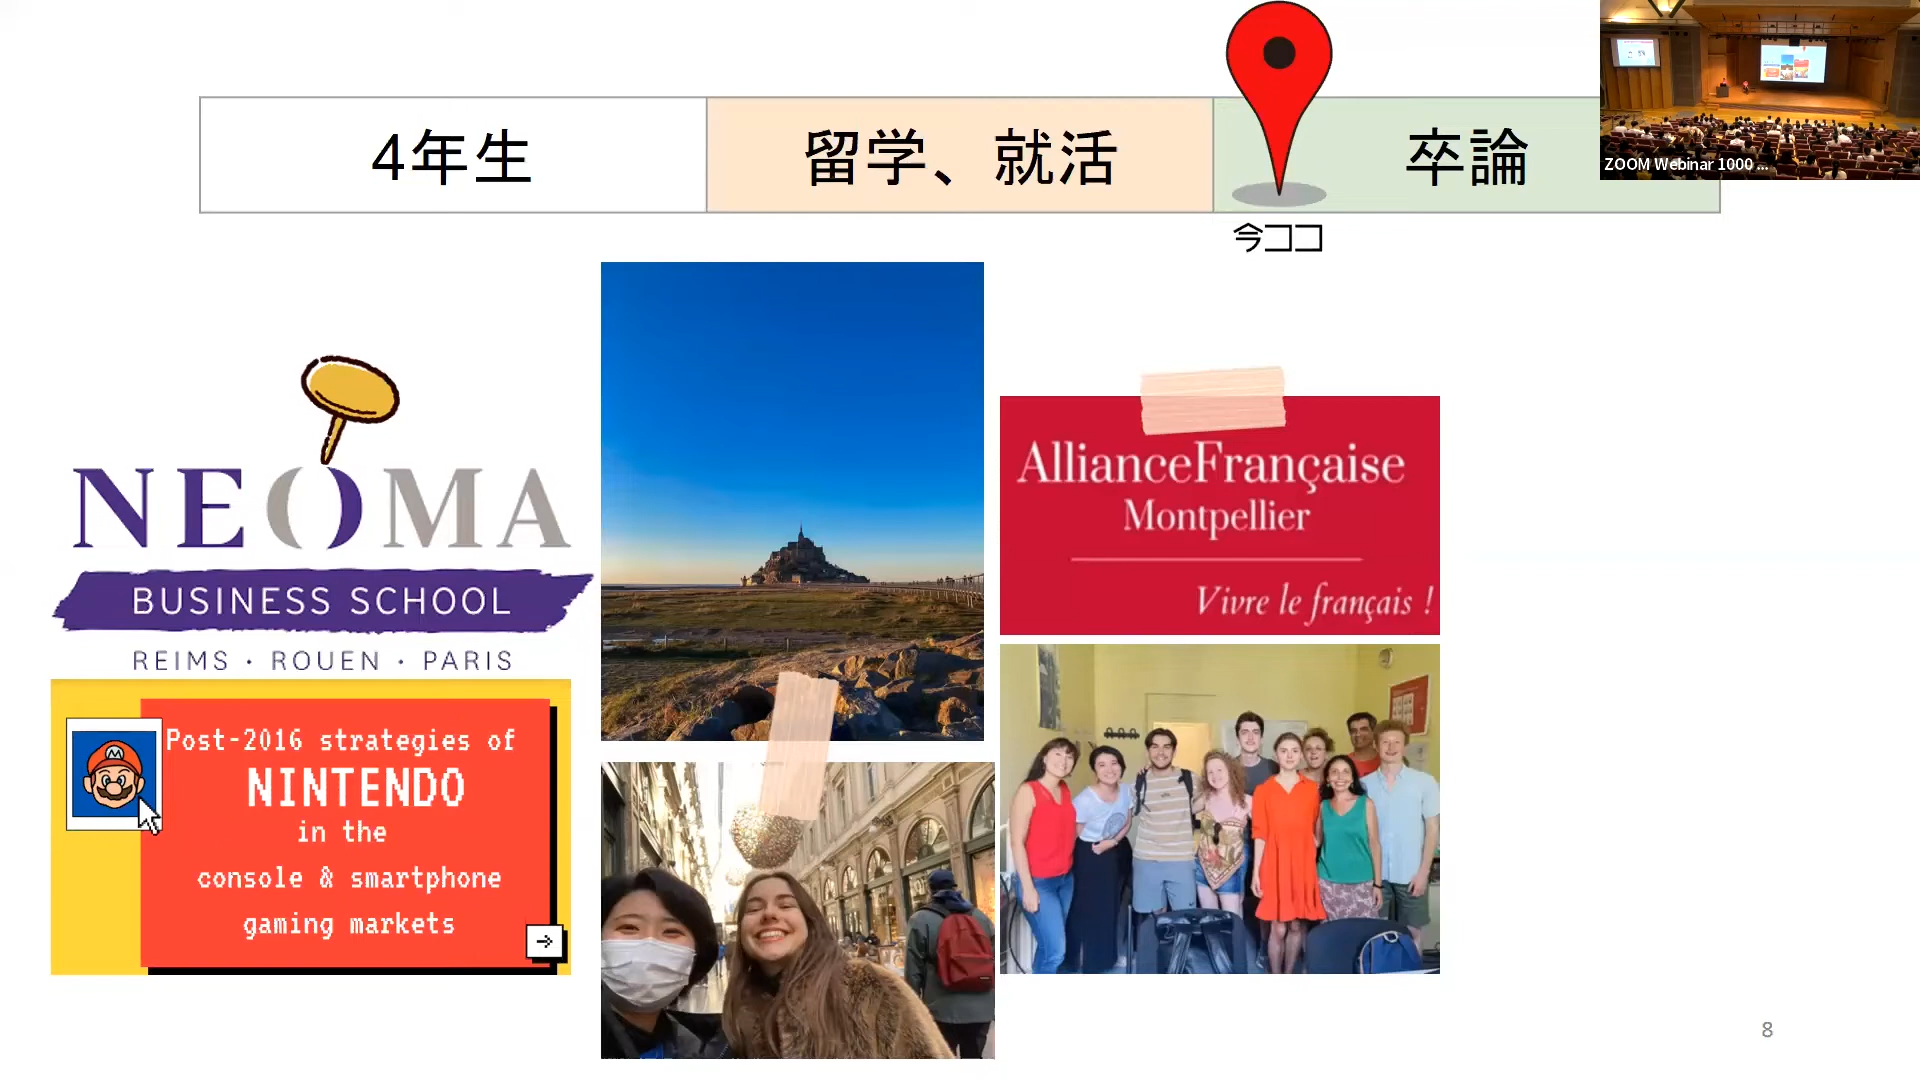 4年生
留学、就活
卒論
今ココ
ZOOM Webinar 1000 ...
NEOMA
BUSINESS SCHOOL
REIMS · ROUEN · PARIS
Post-2016 strategies of
NINTENDO
in the
console & smartphone
gaming markets
AllianceFrançaise
Montpellier
Vivre le français !
8